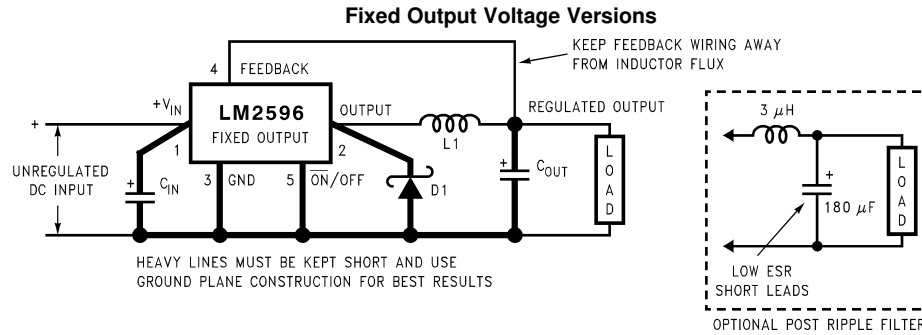 Fixed Output Voltage Versions
KEEP FEEDBACK WIRING AWAY
FROM INDUCTOR FLUX
4 FEEDBACK
+VIN
LM2596
FIXED OUTPUT
OUTPUT
REGULATED OUTPUT
+
1
2
L1
UNREGULATED
DC INPUT
+
CIN
3 GND
5 O̅N̅/OFF
D1
+
COUT
LOAD
HEAVY LINES MUST BE KEPT SHORT AND USE
GROUND PLANE CONSTRUCTION FOR BEST RESULTS
3 μH
+
180 μF
LOAD
LOW ESR
SHORT LEADS
OPTIONAL POST RIPPLE FILTER